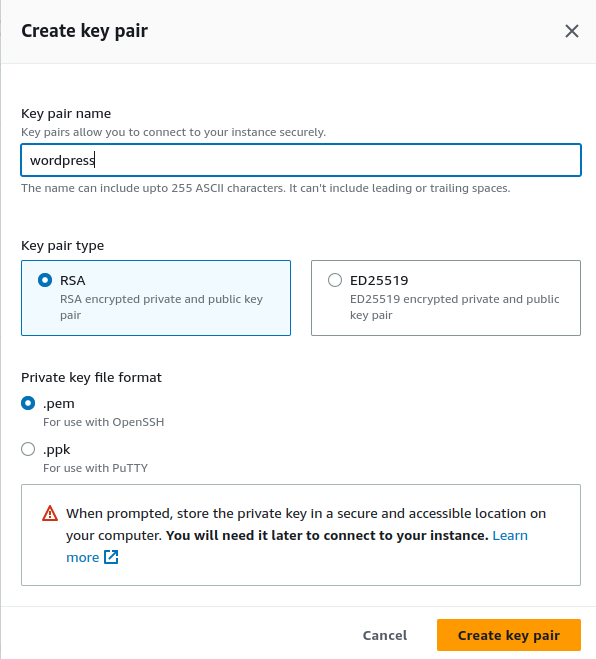 Create key pair
Key pair name
Key pairs allow you to connect to your instance securely.
wordpress
The name can include upto 255 ASCII characters. It can't include leading or trailing spaces.
Key pair type
RSA
RSA encrypted private and public key
pair
ED25519
ED25519 encrypted private and public
key pair
Private key file format
.pem
For use with OpenSSH
.ppk
For use with PuTTY
When prompted, store the private key in a secure and accessible location on
your computer. You will need it later to connect to your instance. Learn
more
Cancel
Create key pair